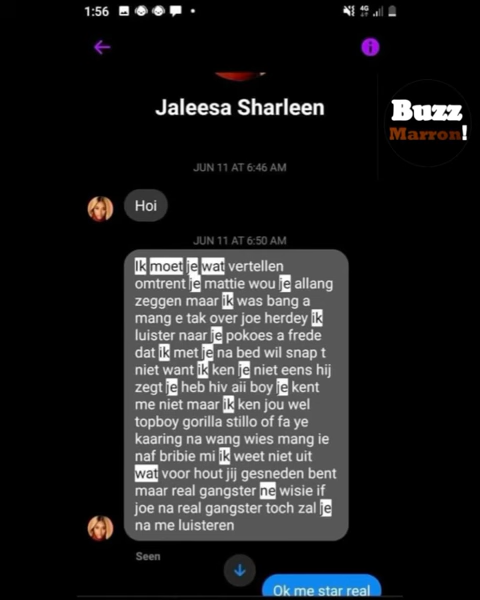 1:56
4G
Jaleesa Sharleen
Buzz
Marron!
JUN 11 AT 6:46 AM
Hoi
JUN 11 AT 6:50 AM
Ik moet je wat vertellen
omtrent je mattie wou je allang
zeggen maar ik was bang a
mang e tak over joe herdey ik
luister naar je pokoes a frede
dat ik met je na bed wil snap t
niet want ik ken je niet eens hij
zegt je heb hiv aii boy je kent
me niet maar ik ken jou wel
topboy gorilla stillo of fa ye
kaaring na wang wies mang ie
naf bribie mi ik weet niet uit
wat voor hout jij gesneden bent
maar real gangster ne wisie if
joe na real gangster toch zal je
na me luisteren
Seen
Ok me star real